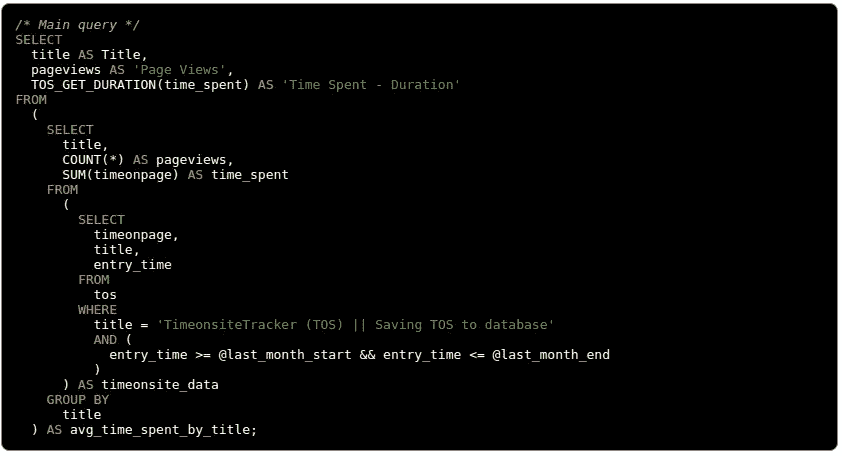 /* Main query */
SELECT
  title AS Title,
  pageviews AS 'Page Views',
  TOS_GET_DURATION(time_spent) AS 'Time Spent - Duration'
FROM
  (
    SELECT
      title,
      COUNT(*) AS pageviews,
      SUM(timeonpage) AS time_spent
    FROM
      (
        SELECT
          timeonpage,
          title,
          entry_time
        FROM
          tos
        WHERE
          title = 'TimeonsiteTracker (TOS) || Saving TOS to database'
          AND (
            entry_time >= @last_month_start && entry_time <= @last_month_end
          )
      ) AS timeonsite_data
    GROUP BY
      title
  ) AS avg_time_spent_by_title;